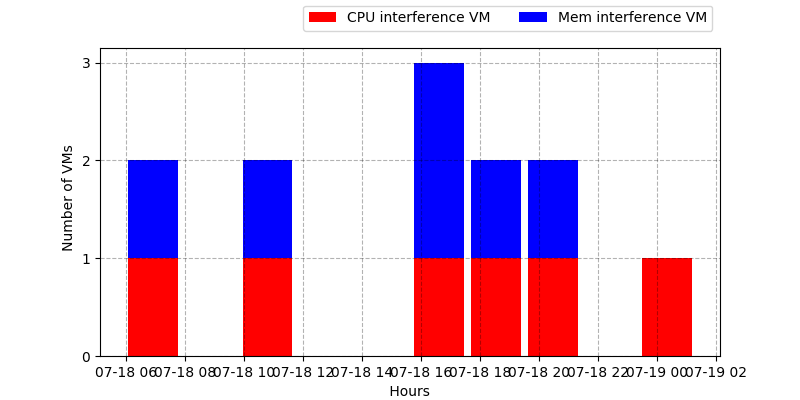 CPU interference VM Mem interference VM
3
2
1
0
Number of VMs
07-18 06 07-18 08 07-18 10 07-18 12 07-18 14 07-18 16 07-18 18 07-18 20 07-18 22 07-19 00 07-19 02
Hours